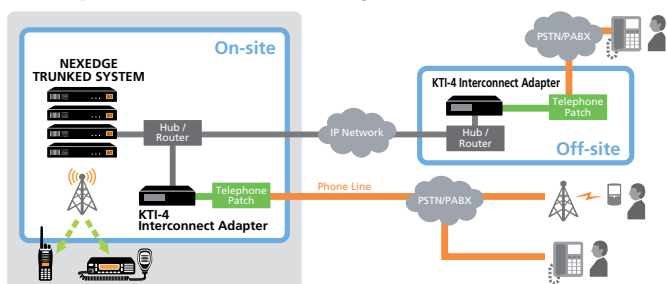 On-site
NEXEDGE
TRUNKED SYSTEM
Hub /
Router
KTI-4
Interconnect Adapter
Telephone
Patch
Phone Line
IP Network
PSTN/PABX
KTI-4 Interconnect Adapter
Telephone
Patch
Hub /
Router
Off-site
PSTN/PABX